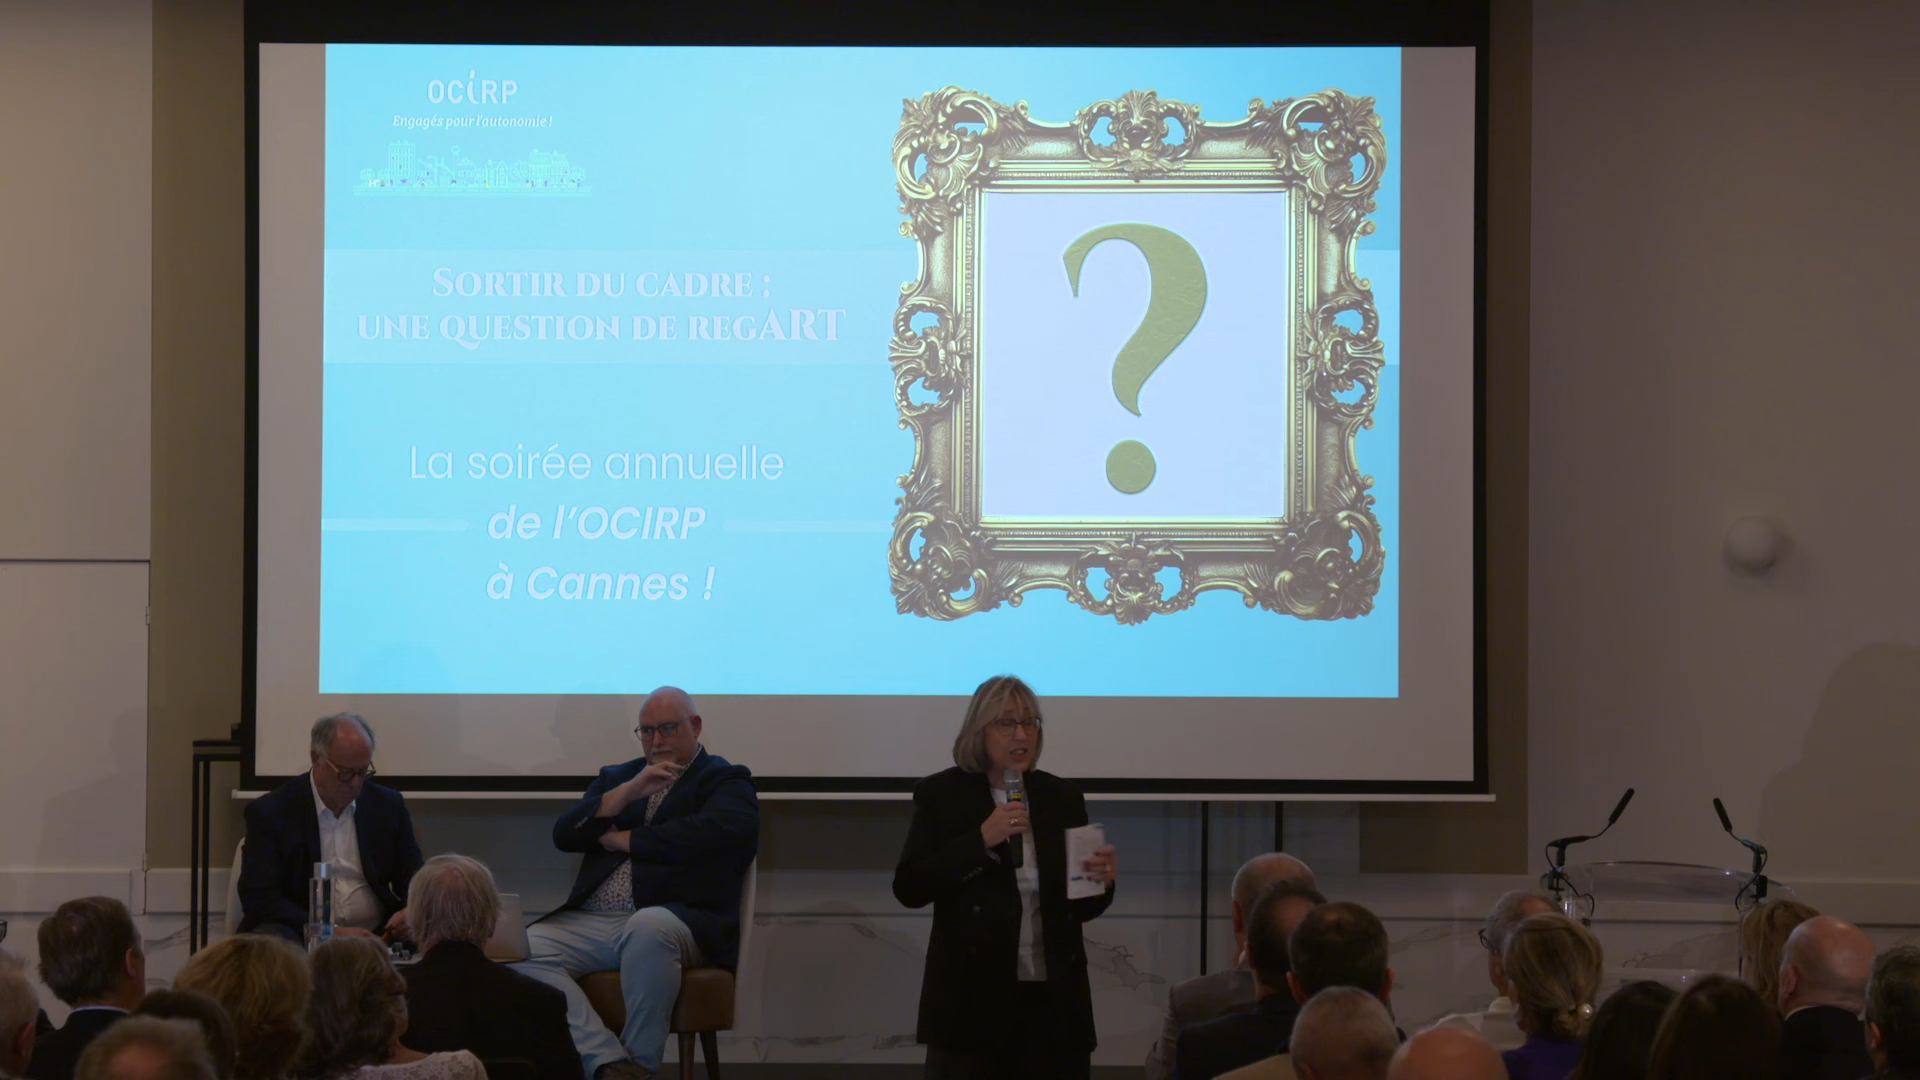 OCIRP
Engagés pour l'autonomie !
SORTIR DU CADRE :
UNE QUESTION DE REGART
La soirée annuelle
de l'OCIRP
à Cannes !
?